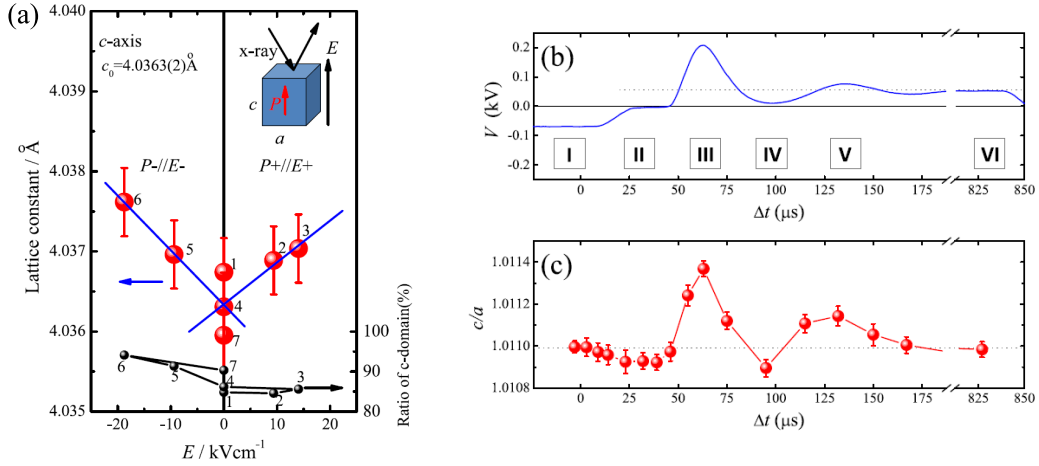 (a)
4.040
4.039
4.038
4.037
4.036
4.035
Lattice constant / Å
c-axis
c0=4.0363(2)Å
x-ray
E
P
c
a
P-//E-
P+//E+
6
5
1
4
7
2
3
6
5
7
4
1
2
3
100
90
80
Ratio of c-domain(%)
-20 -10 0 10 20
E / kVcm-1
(b)
0.2
0.1
0.0
-0.1
-0.2
V (kV)
I II III IV V VI
0 25 50 75 100 125 150 175 825 850
Δt (μs)
(c)
1.0114
1.0112
1.0110
1.0108
c/a
0 25 50 75 100 125 150 175 825 850
Δt (μs)